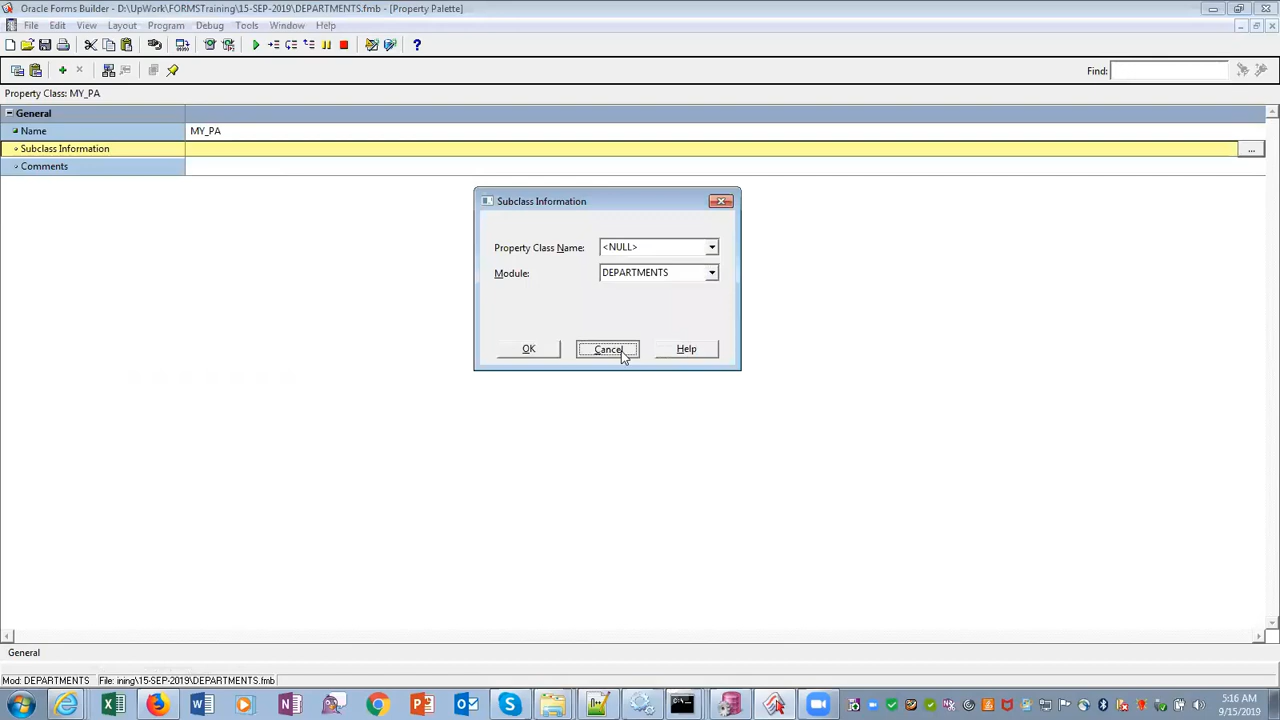 Oracle Forms Builder - D:\UpWork\FORMSTraining\15-SEP-2019\DEPARTMENTS.fmb - [Property Palette]
File Edit View Layout Program Debug Tools Window Help
Find:
Property Class: MY_PA
General
Name MY_PA
Subclass Information ...
Comments
Subclass Information
Property Class Name: <NULL>
Module: DEPARTMENTS
OK Cancel Help
General
Mod: DEPARTMENTS File: ining\15-SEP-2019\DEPARTMENTS.fmb
5:16 AM
9/15/2019